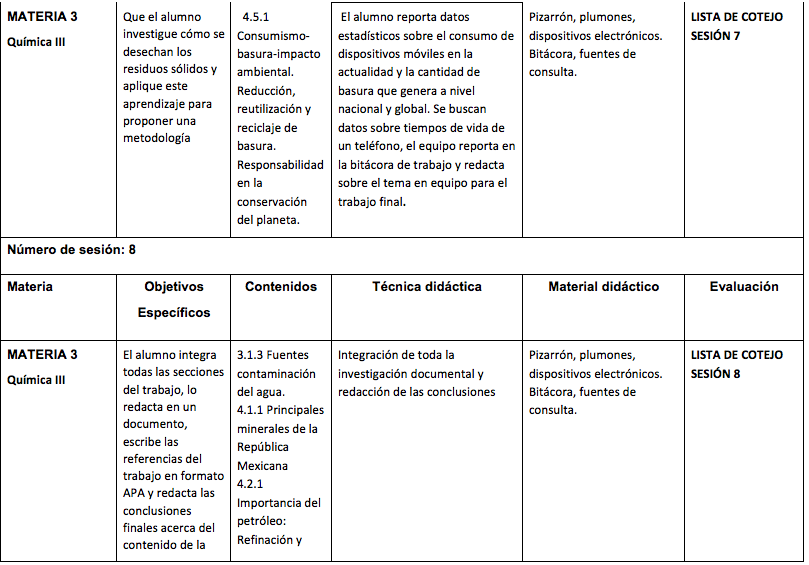 MATERIA 3
Química III
Que el alumno
investigue cómo se
desechan los
residuos sólidos y
aplique este
aprendizaje para
proponer una
metodología
4.5.1
Consumismo-
basura-impacto
ambiental.
Reducción,
reutilización y
reciclaje de
basura.
Responsabilidad
en la
conservación
del planeta.
El alumno reporta datos
estadísticos sobre el consumo de
dispositivos móviles en la
actualidad y la cantidad de
basura que genera a nivel
nacional y global. Se buscan
datos sobre tiempos de vida de
un teléfono, el equipo reporta en
la bitácora de trabajo y redacta
sobre el tema en equipo para el
trabajo final.
Pizarrón, plumones,
dispositivos electrónicos.
Bitácora, fuentes de
consulta.
LISTA DE COTEJO
SESIÓN 7
Número de sesión: 8
Materia
Objetivos
Específicos
Contenidos
Técnica didáctica
Material didáctico
Evaluación
MATERIA 3
Química III
El alumno integra
todas las secciones
del trabajo, lo
redacta en un
documento,
escribe las
referencias del
trabajo en formato
APA y redacta las
conclusiones
finales acerca del
contenido de la
3.1.3 Fuentes
contaminación
del agua.
4.1.1 Principales
minerales de la
República
Mexicana
4.2.1
Importancia del
petróleo:
Refinación y
Integración de toda la
investigación documental y
redacción de las conclusiones
Pizarrón, plumones,
dispositivos electrónicos.
Bitácora, fuentes de
consulta.
LISTA DE COTEJO
SESIÓN 8